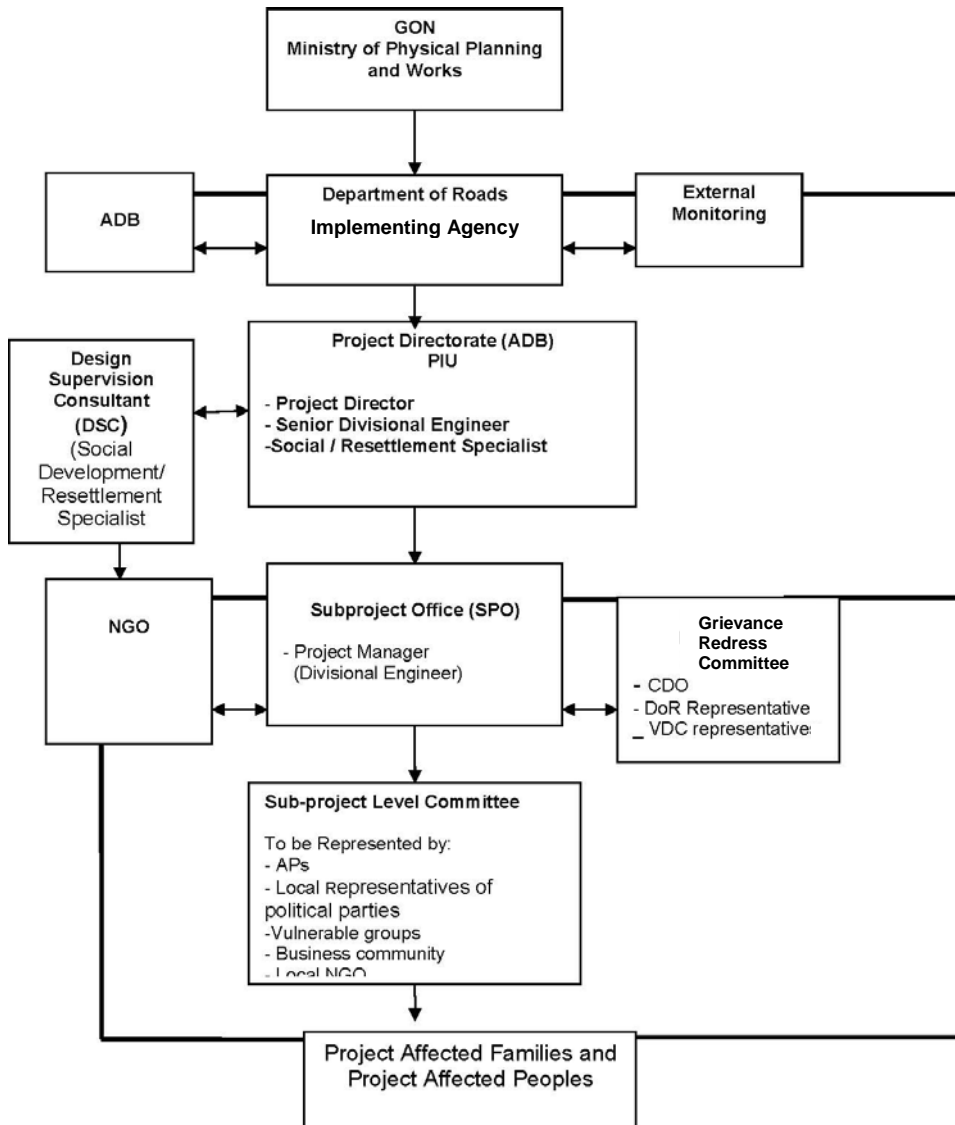 GON
Ministry of Physical Planning
and Works
ADB
Department of Roads
Implementing Agency
External
Monitoring
Design
Supervision
Consultant
(DSC)
(Social
Development/
Resettlement
Specialist
Project Directorate (ADB)
PIU
- Project Director
- Senior Divisional Engineer
-Social / Resettlement Specialist
NGO
Subproject Office (SPO)
- Project Manager
(Divisional Engineer)
Grievance
Redress
Committee
- CDO
- DoR Representative
_ VDC representatives
Sub-project Level Committee
To be Represented by:
- APs
- Local Representatives of
political parties
-Vulnerable groups
- Business community
- Local NGO
Project Affected Families and
Project Affected Peoples